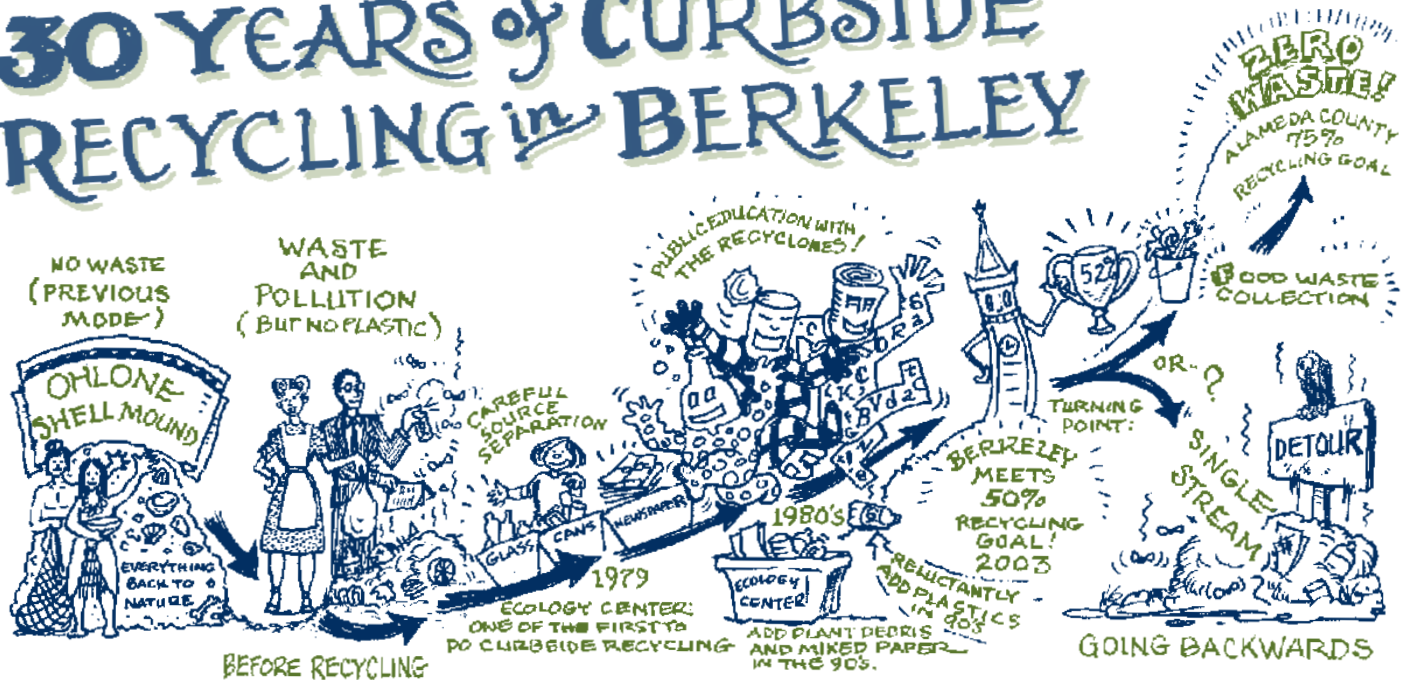 30 YEARS of CURBSIDE
RECYCLING in BERKELEY
NO WASTE
(PREVIOUS
MODE)
OHLONE
SHELL MOUND
EVERYTHING
BACK TO
NATURE
WASTE
AND
POLLUTION
(BUT NO PLASTIC)
BEFORE RECYCLING
CAREFUL
SOURCE
SEPARATION
GLASS
CANS
NEWSPAPER
1979
ECOLOGY CENTER:
ONE OF THE FIRST TO
DO CURBSIDE RECYCLING
PUBLIC EDUCATION WITH
THE RECYCLONES!
1980'S
ECOLOGY
CENTER
ADD PLANT DEBRIS
AND MIXED PAPER
IN THE 90'S.
RELUCTANTLY
ADD PLASTICS
IN 90'S
52%
BERKELEY
MEETS
50%
RECYCLING
GOAL!
2003
TURNING
POINT:
OR-?
FOOD WASTE
COLLECTION
ZERO
WASTE!
ALAMEDA COUNTY
75%
RECYCLING GOAL
SINGLE
STREAM
DETOUR
GOING BACKWARDS